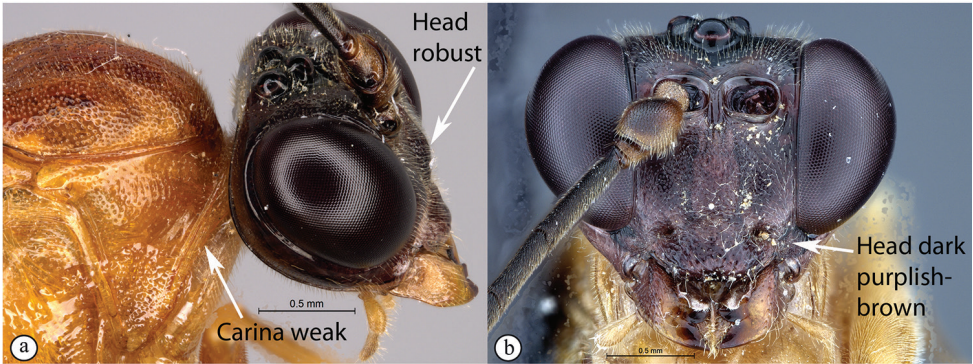 Head
robust
0.5 mm
Carina weak
a
Head dark
purplish-
brown
0.5 mm
b